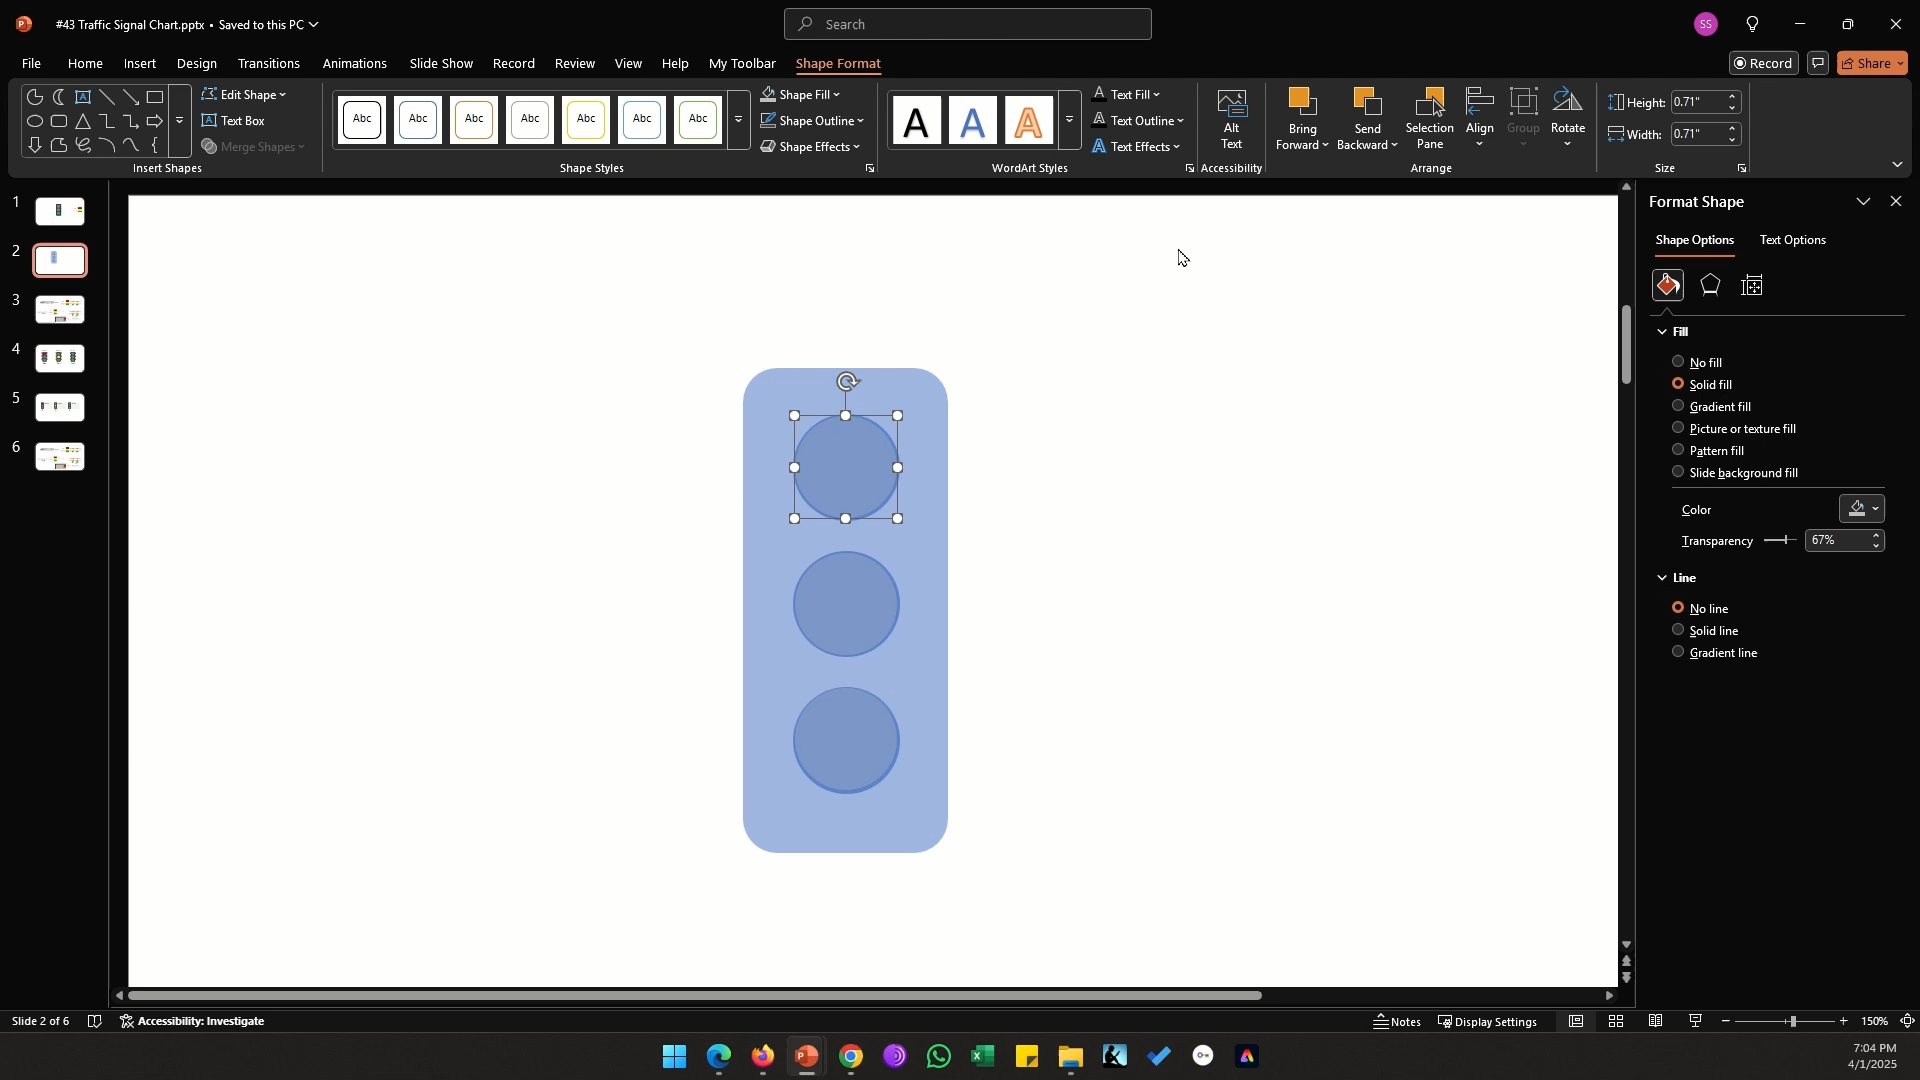 #43 Traffic Signal Chart.pptx • Saved to this PC
Search
SS
File Home Insert Design Transitions Animations Slide Show Record Review View Help My Toolbar Shape Format
Record
Share
Edit Shape
Text Box
Merge Shapes
Insert Shapes
Abc Abc Abc Abc Abc Abc Abc
Shape Fill
Shape Outline
Shape Effects
Shape Styles
A A A
Text Fill
Text Outline
Text Effects
WordArt Styles
Alt
Text
Accessibility
Bring
Forward
Send
Backward
Selection
Pane
Align
Group
Rotate
Arrange
Height: 0.71"
Width: 0.71"
Size
1
2
3
4
5
6
Format Shape
Shape Options Text Options
Fill
No fill
Solid fill
Gradient fill
Picture or texture fill
Pattern fill
Slide background fill
Color
Transparency 67%
Line
No line
Solid line
Gradient line
Slide 2 of 6
Accessibility: Investigate
Notes
Display Settings
150%
7:04 PM
4/1/2025